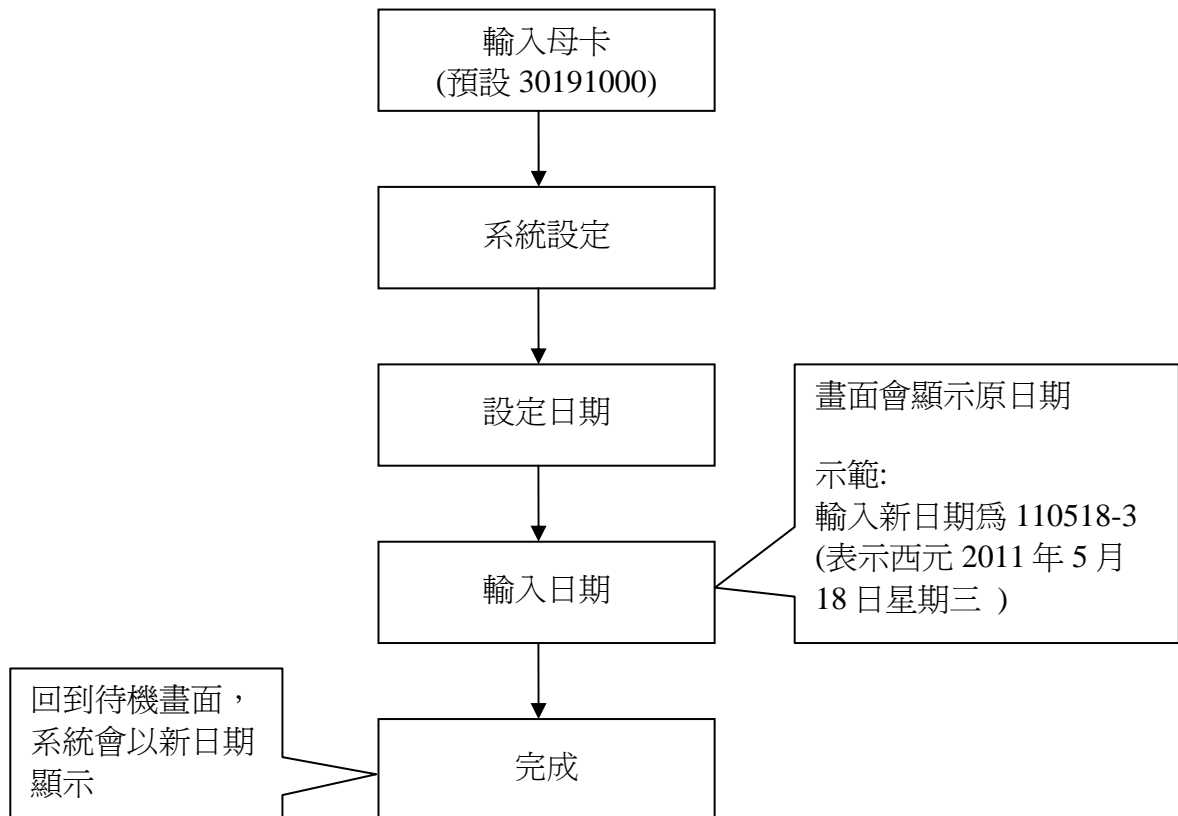 輸入母卡
(預設 30191000)
系統設定
設定日期
畫面會顯示原日期
示範:
輸入新日期爲 110518-3
(表示西元 2011 年 5 月
18 日星期三 )
輸入日期
回到待機畫面，
系統會以新日期
顯示
完成